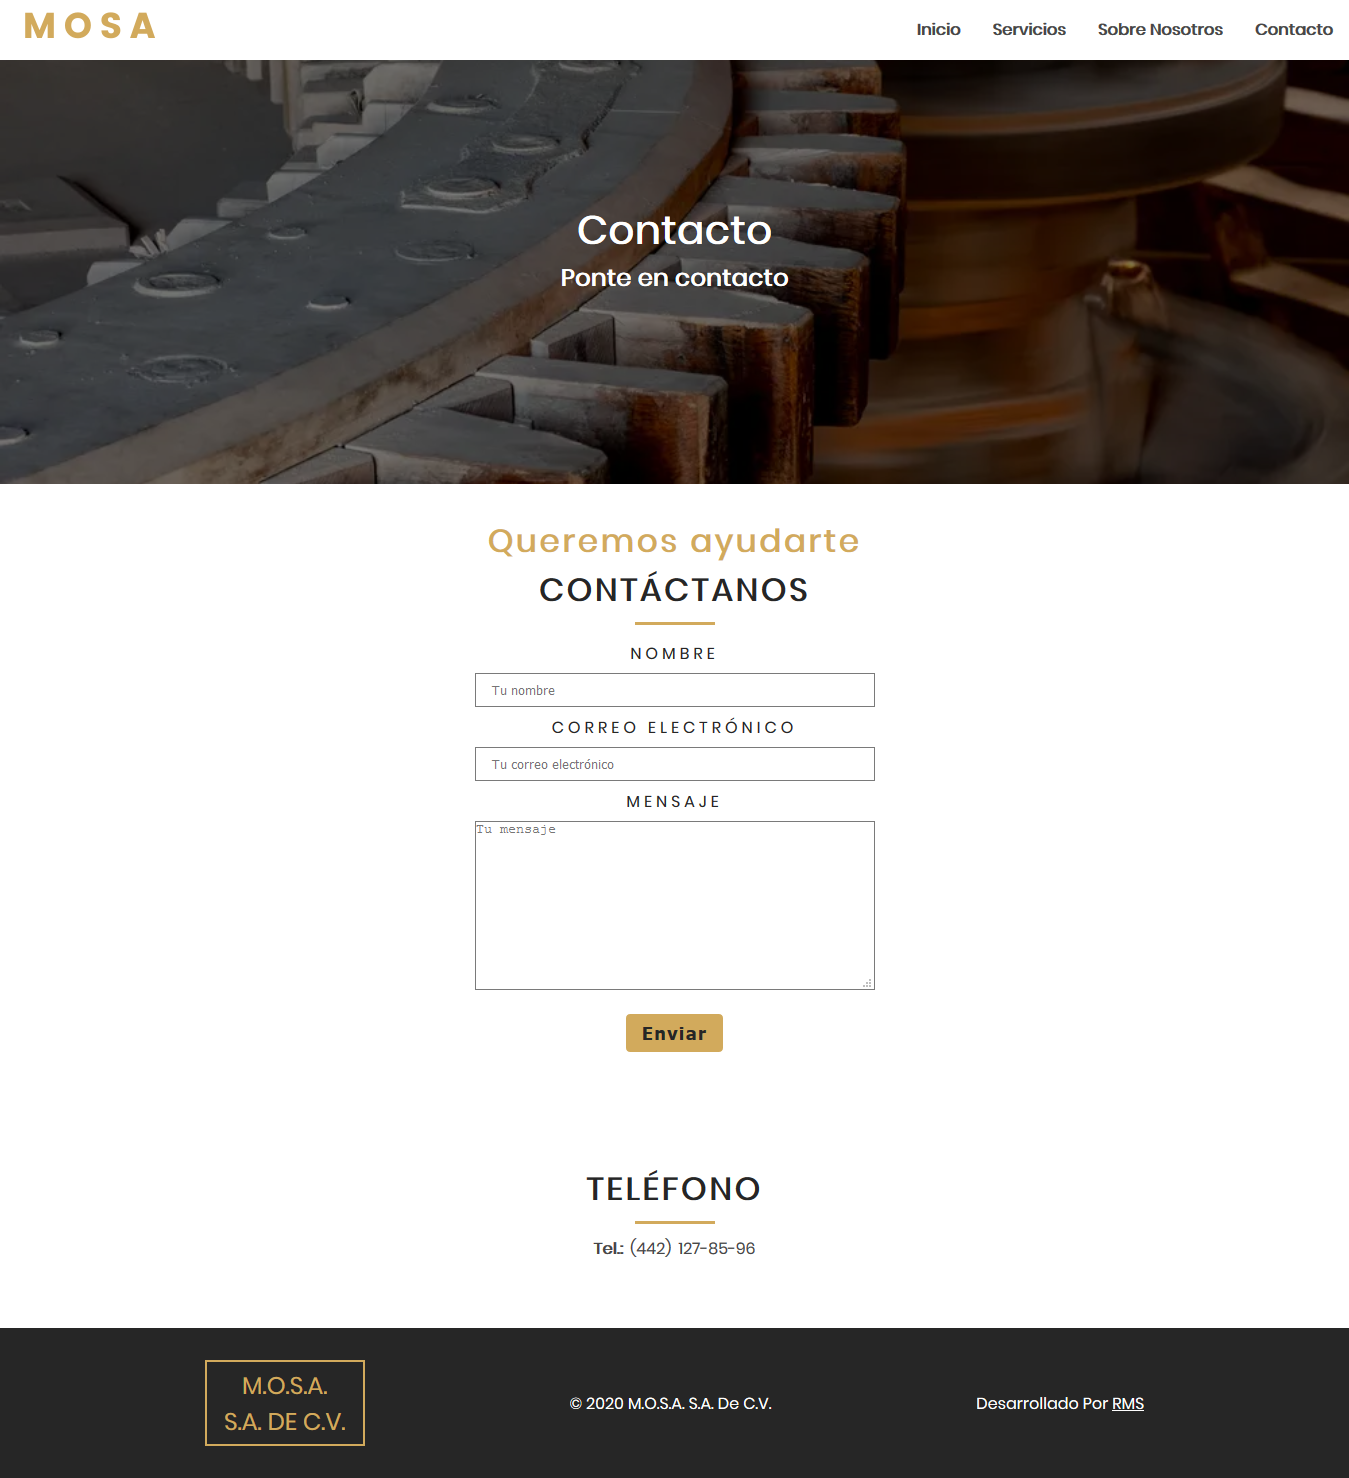 MOSA
Inicio Servicios Sobre Nosotros Contacto
Contacto
Ponte en contacto
Queremos ayudarte
CONTÁCTANOS
NOMBRE
Tu nombre
CORREO ELECTRÓNICO
Tu correo electrónico
MENSAJE
Tu mensaje
Enviar
TELÉFONO
Tel.: (442) 127-85-96
M.O.S.A.
S.A. DE C.V.
© 2020 M.O.S.A. S.A. De C.V.
Desarrollado Por RMS